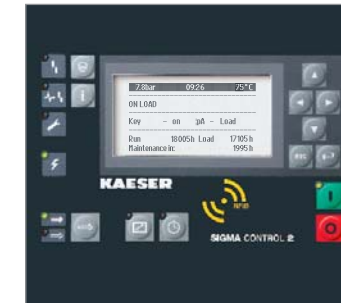 7.8bar 09:26 75°C
ON LOAD
Key - on :pA - Load
Run 18005h Load 17105h
Maintenance in: 1995h
esc
i
KAESER
RFID
SIGMA CONTROL 2
I
O